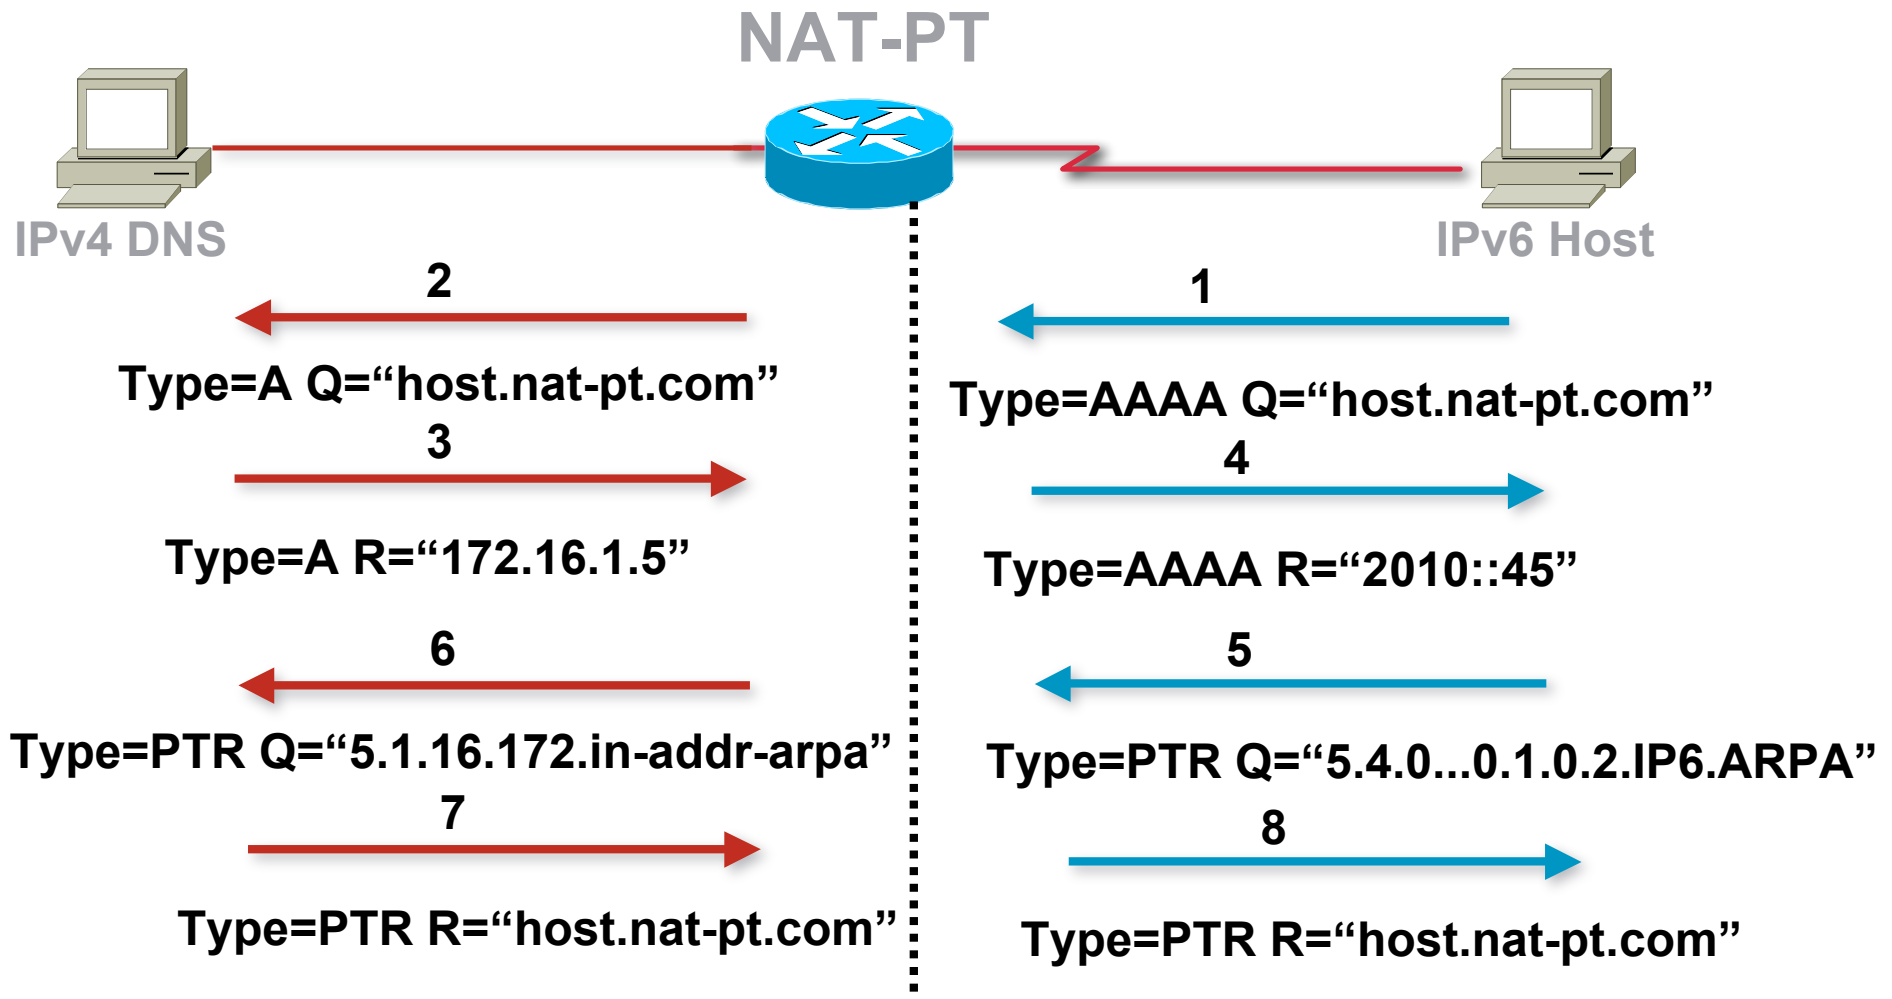 NAT-PT
IPv4 DNS
IPv6 Host
2
1
Type=A Q=“host.nat-pt.com”
Type=AAAA Q=“host.nat-pt.com”
3
4
Type=A R=“172.16.1.5”
Type=AAAA R=“2010::45”
6
5
Type=PTR Q=“5.1.16.172.in-addr-arpa”
Type=PTR Q=“5.4.0...0.1.0.2.IP6.ARPA”
7
8
Type=PTR R=“host.nat-pt.com”
Type=PTR R=“host.nat-pt.com”